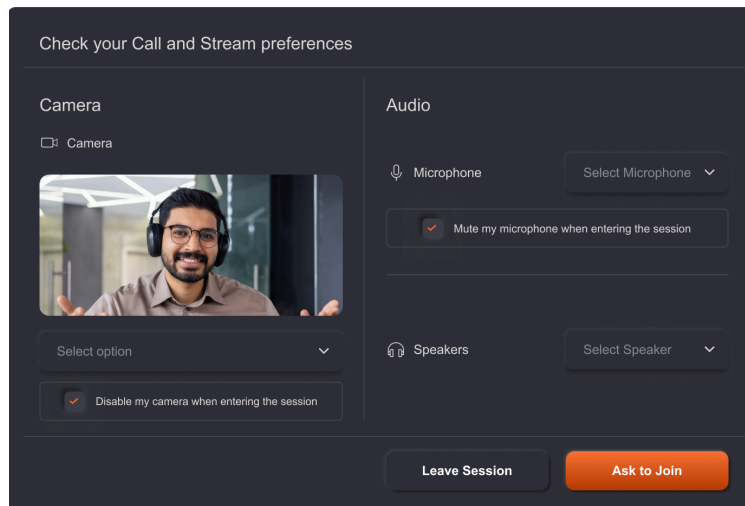 Check your Call and Stream preferences
Camera
Camera
Select option
Disable my camera when entering the session
Audio
Microphone
Select Microphone
Mute my microphone when entering the session
Speakers
Select Speaker
Leave Session
Ask to Join